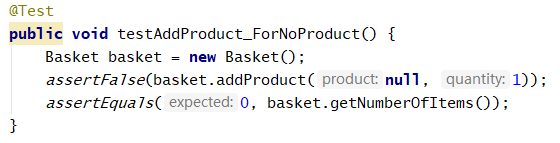 @Test
public void testAddProduct_ForNoProduct() {
Basket basket = new Basket();
assertFalse(basket.addProduct( product: null, quantity: 1));
assertEquals( expected: 0, basket.getNumberOfItems());
}